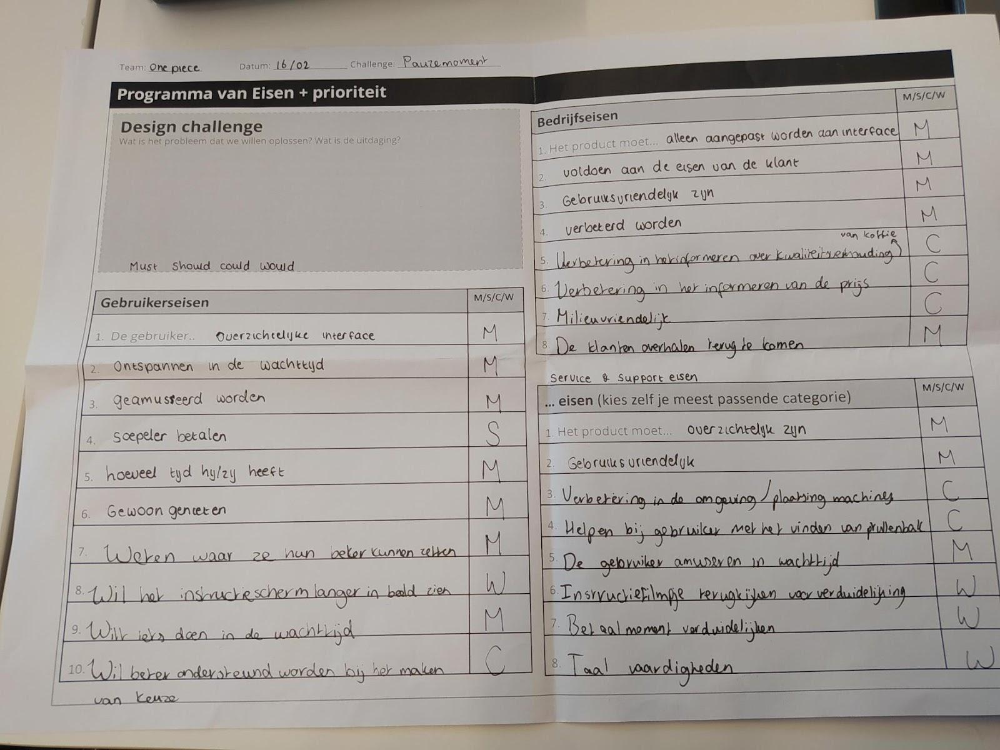 Team: One piece Datum: 16/02 Challenge: Pauzemoment
Programma van Eisen + prioriteit
Design challenge
Wat is het probleem dat we willen oplossen? Wat is de uitdaging?
Must Should could would
Gebruikerseisen M/S/C/W
1. De gebruiker.. overzichtelijke interface M
2. Ontspannen in de wachttijd M
3. geamusseerd worden M
4. Soepeler betalen S
5. hoeveel tijd hij/zij heeft M
6. Gewoon genieten M
7. Weten waar ze hun beker kunnen zetten M
8. Wil het instructiescherm langer in beeld zien W
9. Wilt iets doen in de wachttijd M
10. Wil beter ondersteund worden bij het maken C
van keuze
Bedrijfseisen M/S/C/W
1. Het product moet... alleen aangepast worden aan interface M
2. voldoen aan de eisen van de klant M
3. Gebruiksvriendelijk zijn M
4. verbeterd worden M
van koffie
5. Verbetering in het informeren over kwaliteitsverhouding C
6. Verbetering in het informeren van de prijs C
7. Milieuvriendelijk C
8. De klanten overhalen terug te komen M
Service & Support eisen
... eisen (kies zelf je meest passende categorie) M/S/C/W
1. Het product moet... overzichtelijk zijn M
2. Gebruiksvriendelijk M
3. Verbetering in de omgeving / plaatsing machines C
4. Helpen bij gebruiker met het vinden van prullenbak C
5. De gebruiker amuseren in wachttijd M
6. Instructiefilmpje terugkijken voor verduidelijking W
7. Betaalmoment verduidelijken W
8. Taal vaardigheden W